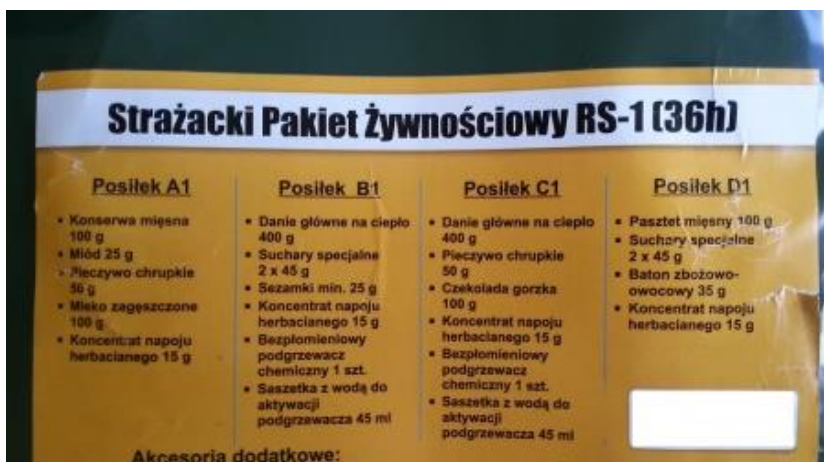 Strażacki Pakiet Żywnościowy RS-1 (36h)
Posiłek A1
▪ Konserwa mięsna
100 g
▪ Miód 25 g
▪ Pieczywo chrupkie
50 g
▪ Mleko zagęszczone
100 g
▪ Koncentrat napoju
herbacianego 15 g
Posiłek B1
▪ Danie główne na ciepło
400 g
▪ Suchary specjalne
2 x 45 g
▪ Sezamki min. 25 g
▪ Koncentrat napoju
herbacianego 15 g
▪ Bezpłomieniowy
podgrzewacz
chemiczny 1 szt.
▪ Saszetka z wodą do
aktywacji
podgrzewacza 45 ml
Posiłek C1
▪ Danie główne na ciepło
400 g
▪ Pieczywo chrupkie
50 g
▪ Czekolada gorzka
100 g
▪ Koncentrat napoju
herbacianego 15 g
▪ Bezpłomieniowy
podgrzewacz
chemiczny 1 szt.
▪ Saszetka z wodą do
aktywacji
podgrzewacza 45 ml
Posiłek D1
▪ Pasztet mięsny 100 g
▪ Suchary specjalne
2 x 45 g
▪ Baton zbożowo-
owocowy 35 g
▪ Koncentrat napoju
herbacianego 15 g
Akcesoria dodatkowe: